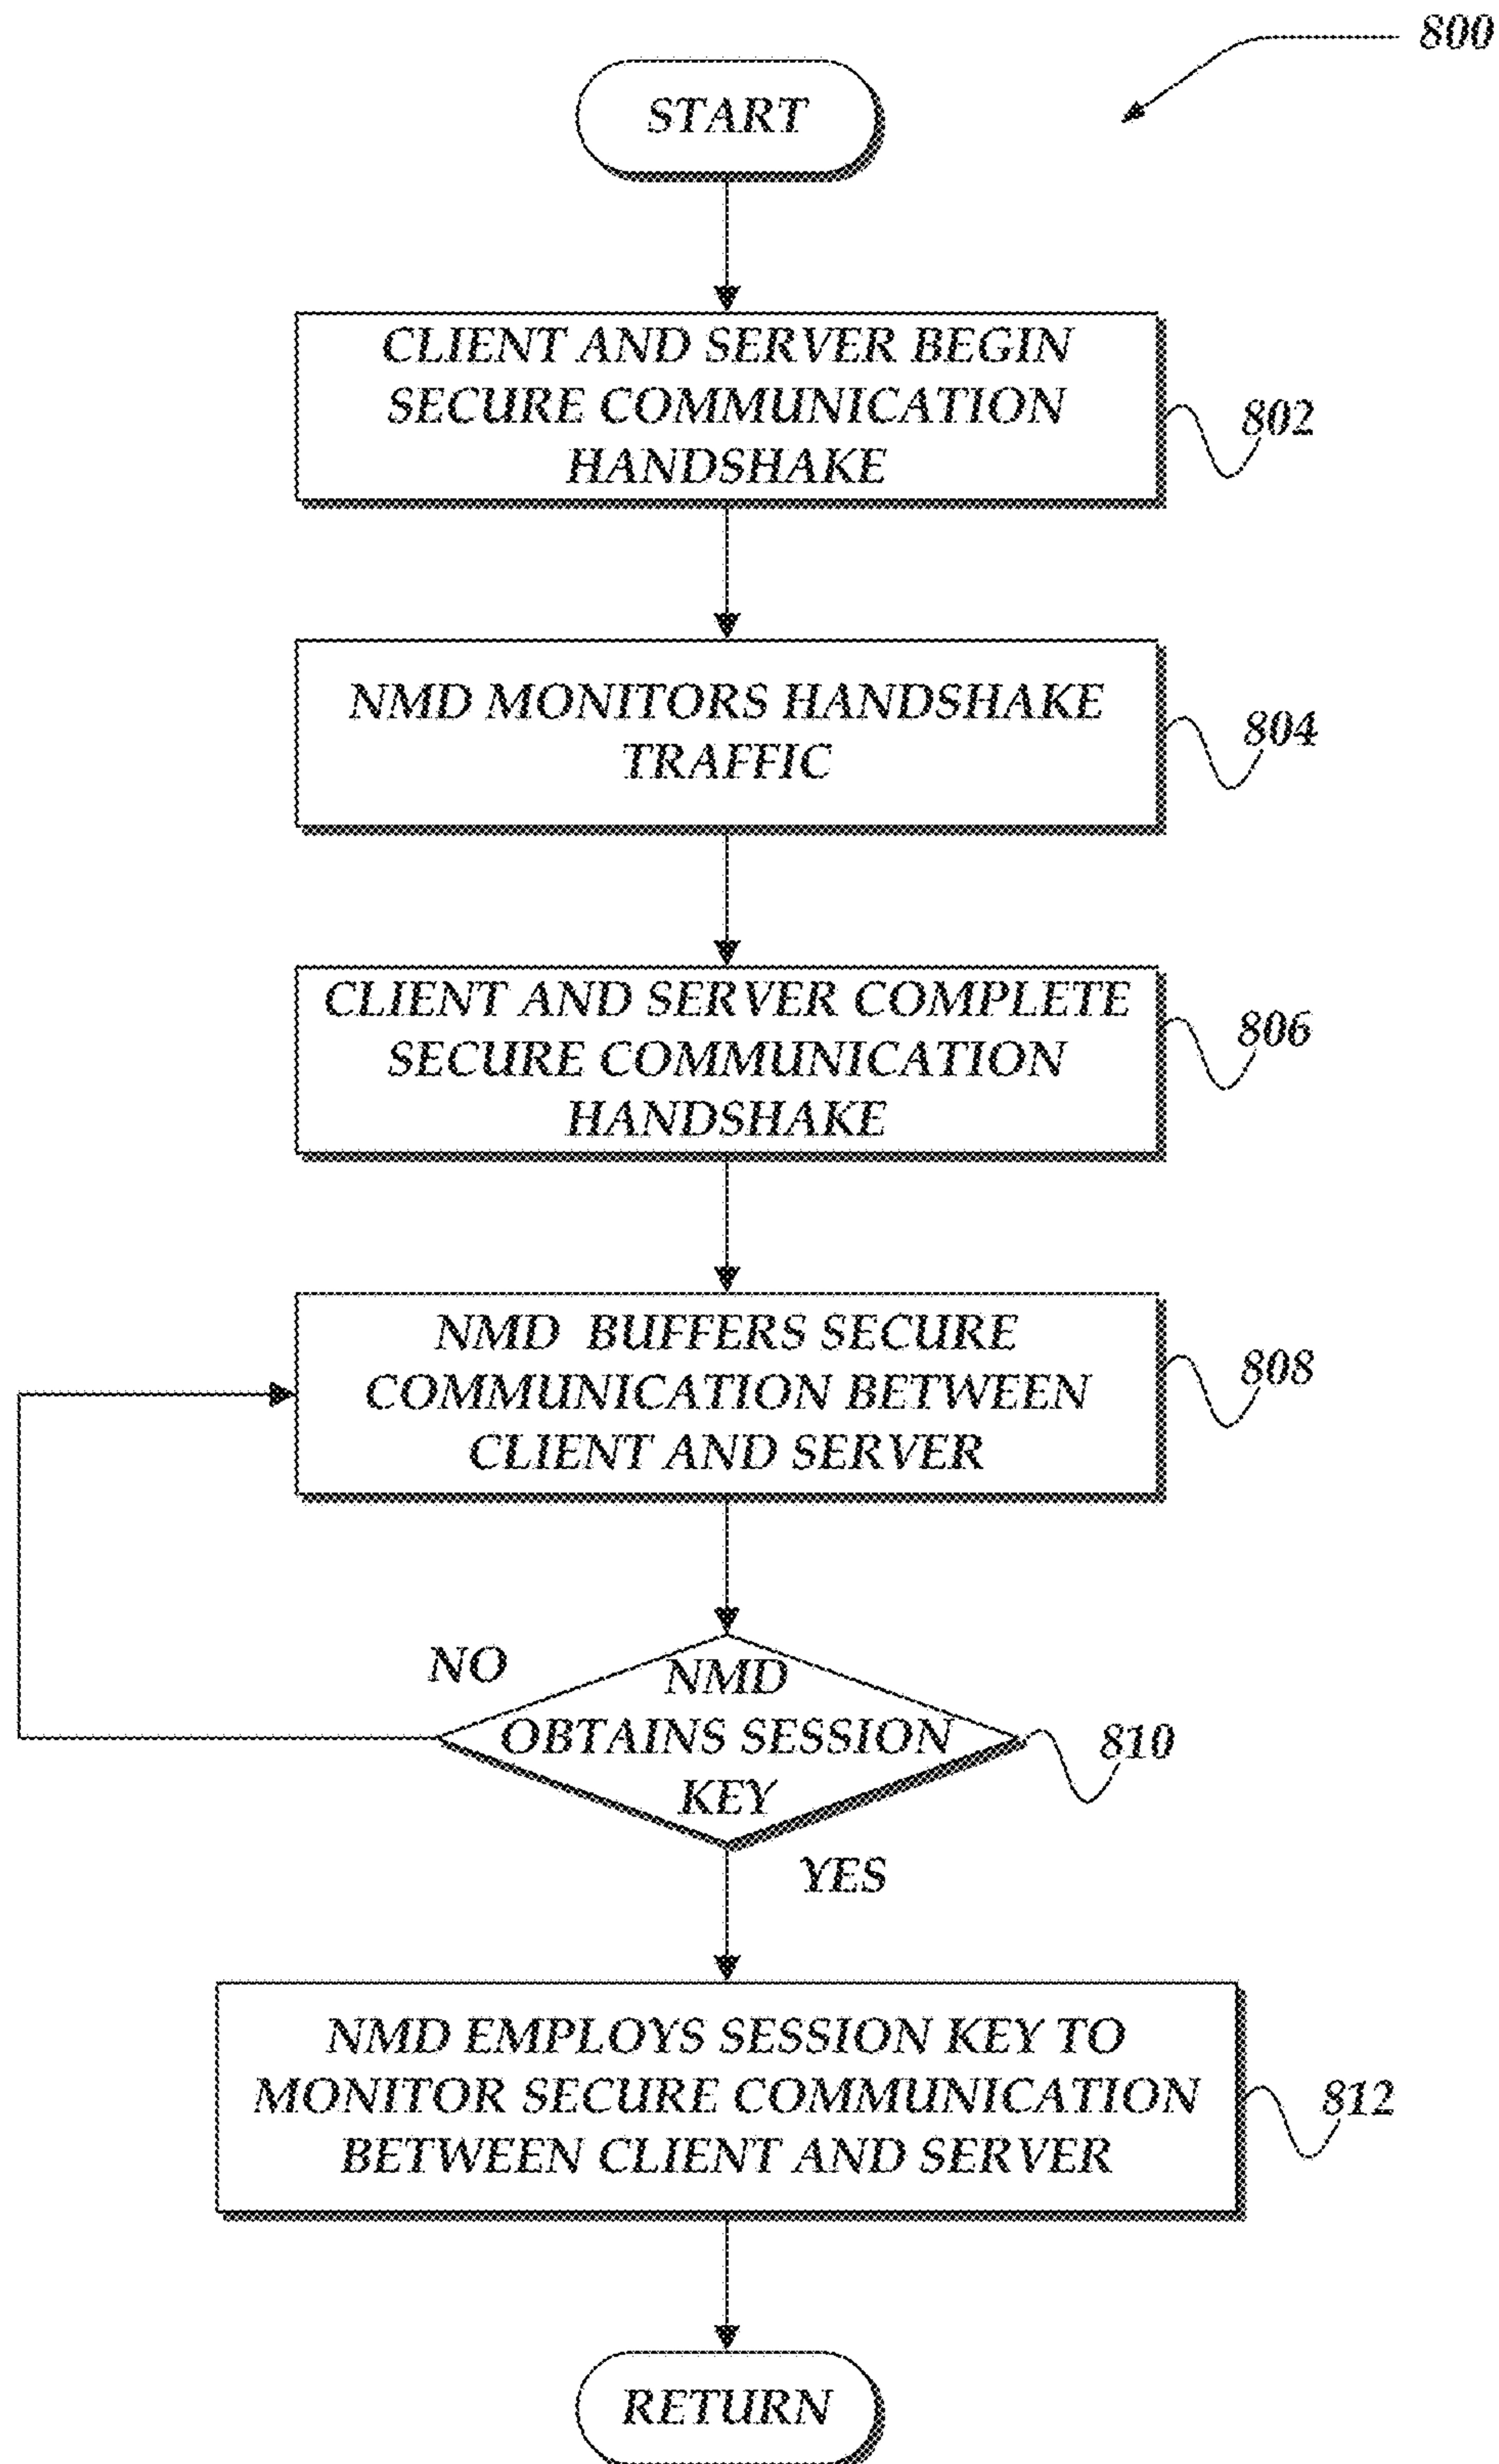 800
START
CLIENT AND SERVER BEGIN
SECURE COMMUNICATION
HANDSHAKE
802
NMD MONITORS HANDSHAKE
TRAFFIC
804
CLIENT AND SERVER COMPLETE
SECURE COMMUNICATION
HANDSHAKE
806
NMD BUFFERS SECURE
COMMUNICATION BETWEEN
CLIENT AND SERVER
808
NO
NMD
OBTAINS SESSION
KEY
810
YES
NMD EMPLOYS SESSION KEY TO
MONITOR SECURE COMMUNICATION
BETWEEN CLIENT AND SERVER
812
RETURN